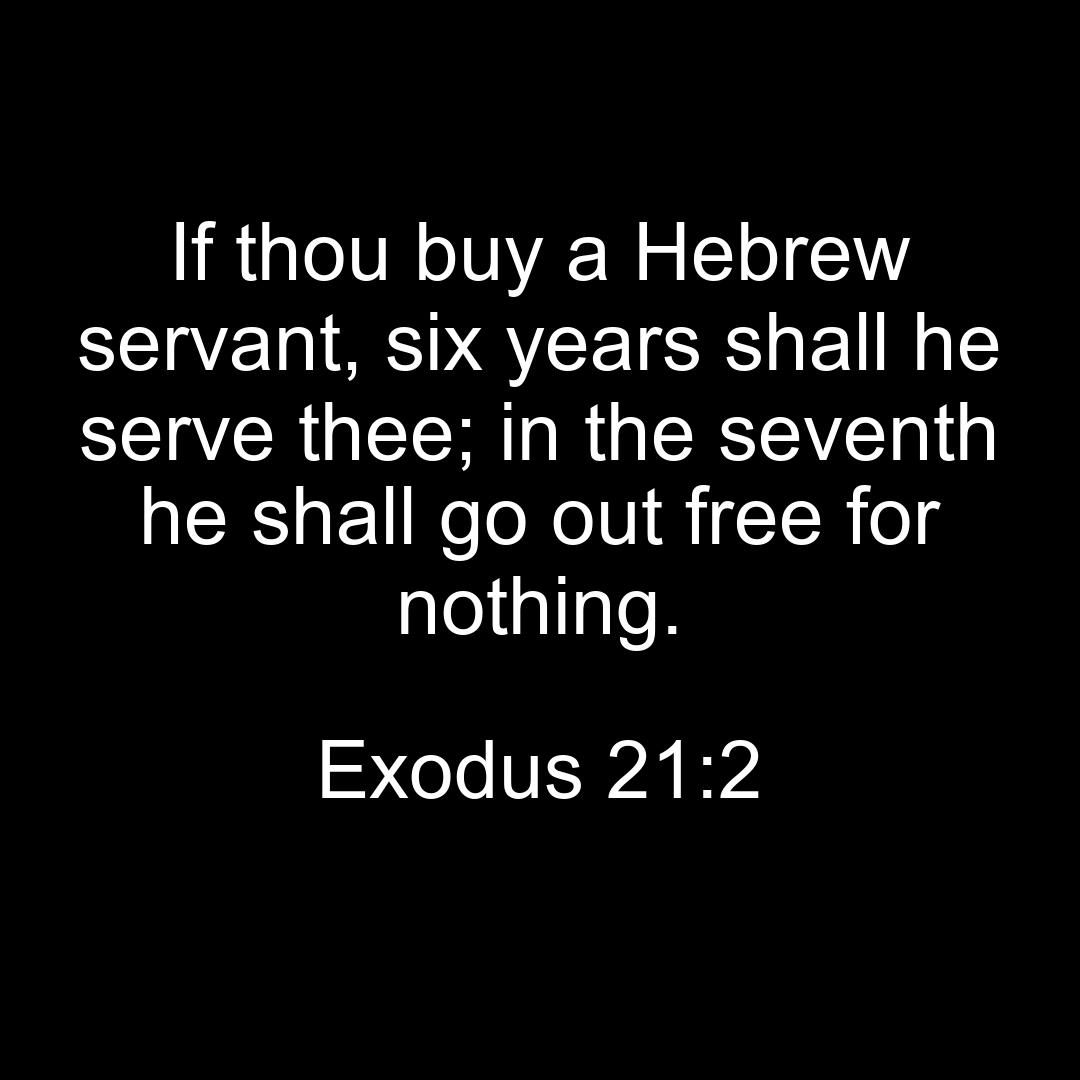 If thou buy a Hebrew
servant, six years shall he
serve thee; in the seventh
he shall go out free for
nothing.
Exodus 21:2